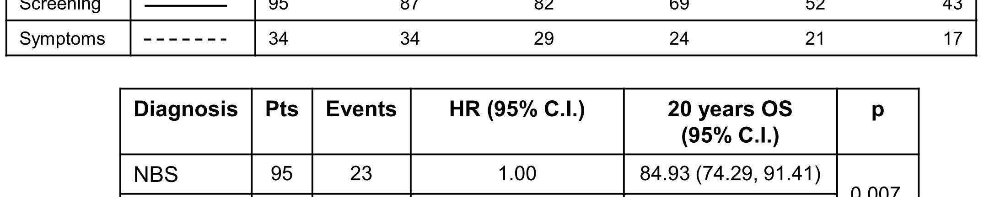 Screening 95 87 82 69 52 43
Symptoms 34 34 29 24 21 17
Diagnosis Pts Events HR (95% C.I.) 20 years OS p
(95% C.I.)
NBS 95 23 1.00 84.93 (74.29, 91.41)
0.007